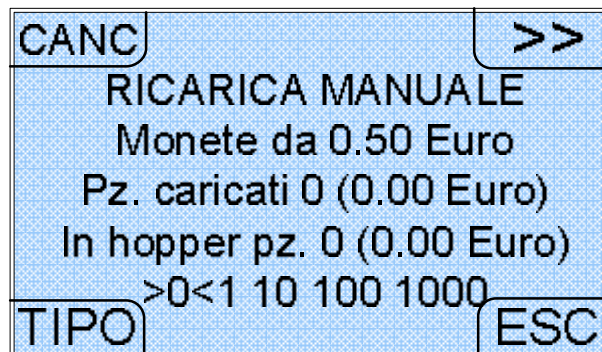 CANC >>
RICARICA MANUALE
Monete da 0.50 Euro
Pz. caricati 0 (0.00 Euro)
In hopper pz. 0 (0.00 Euro)
>0<1 10 100 1000
TIPO ESC